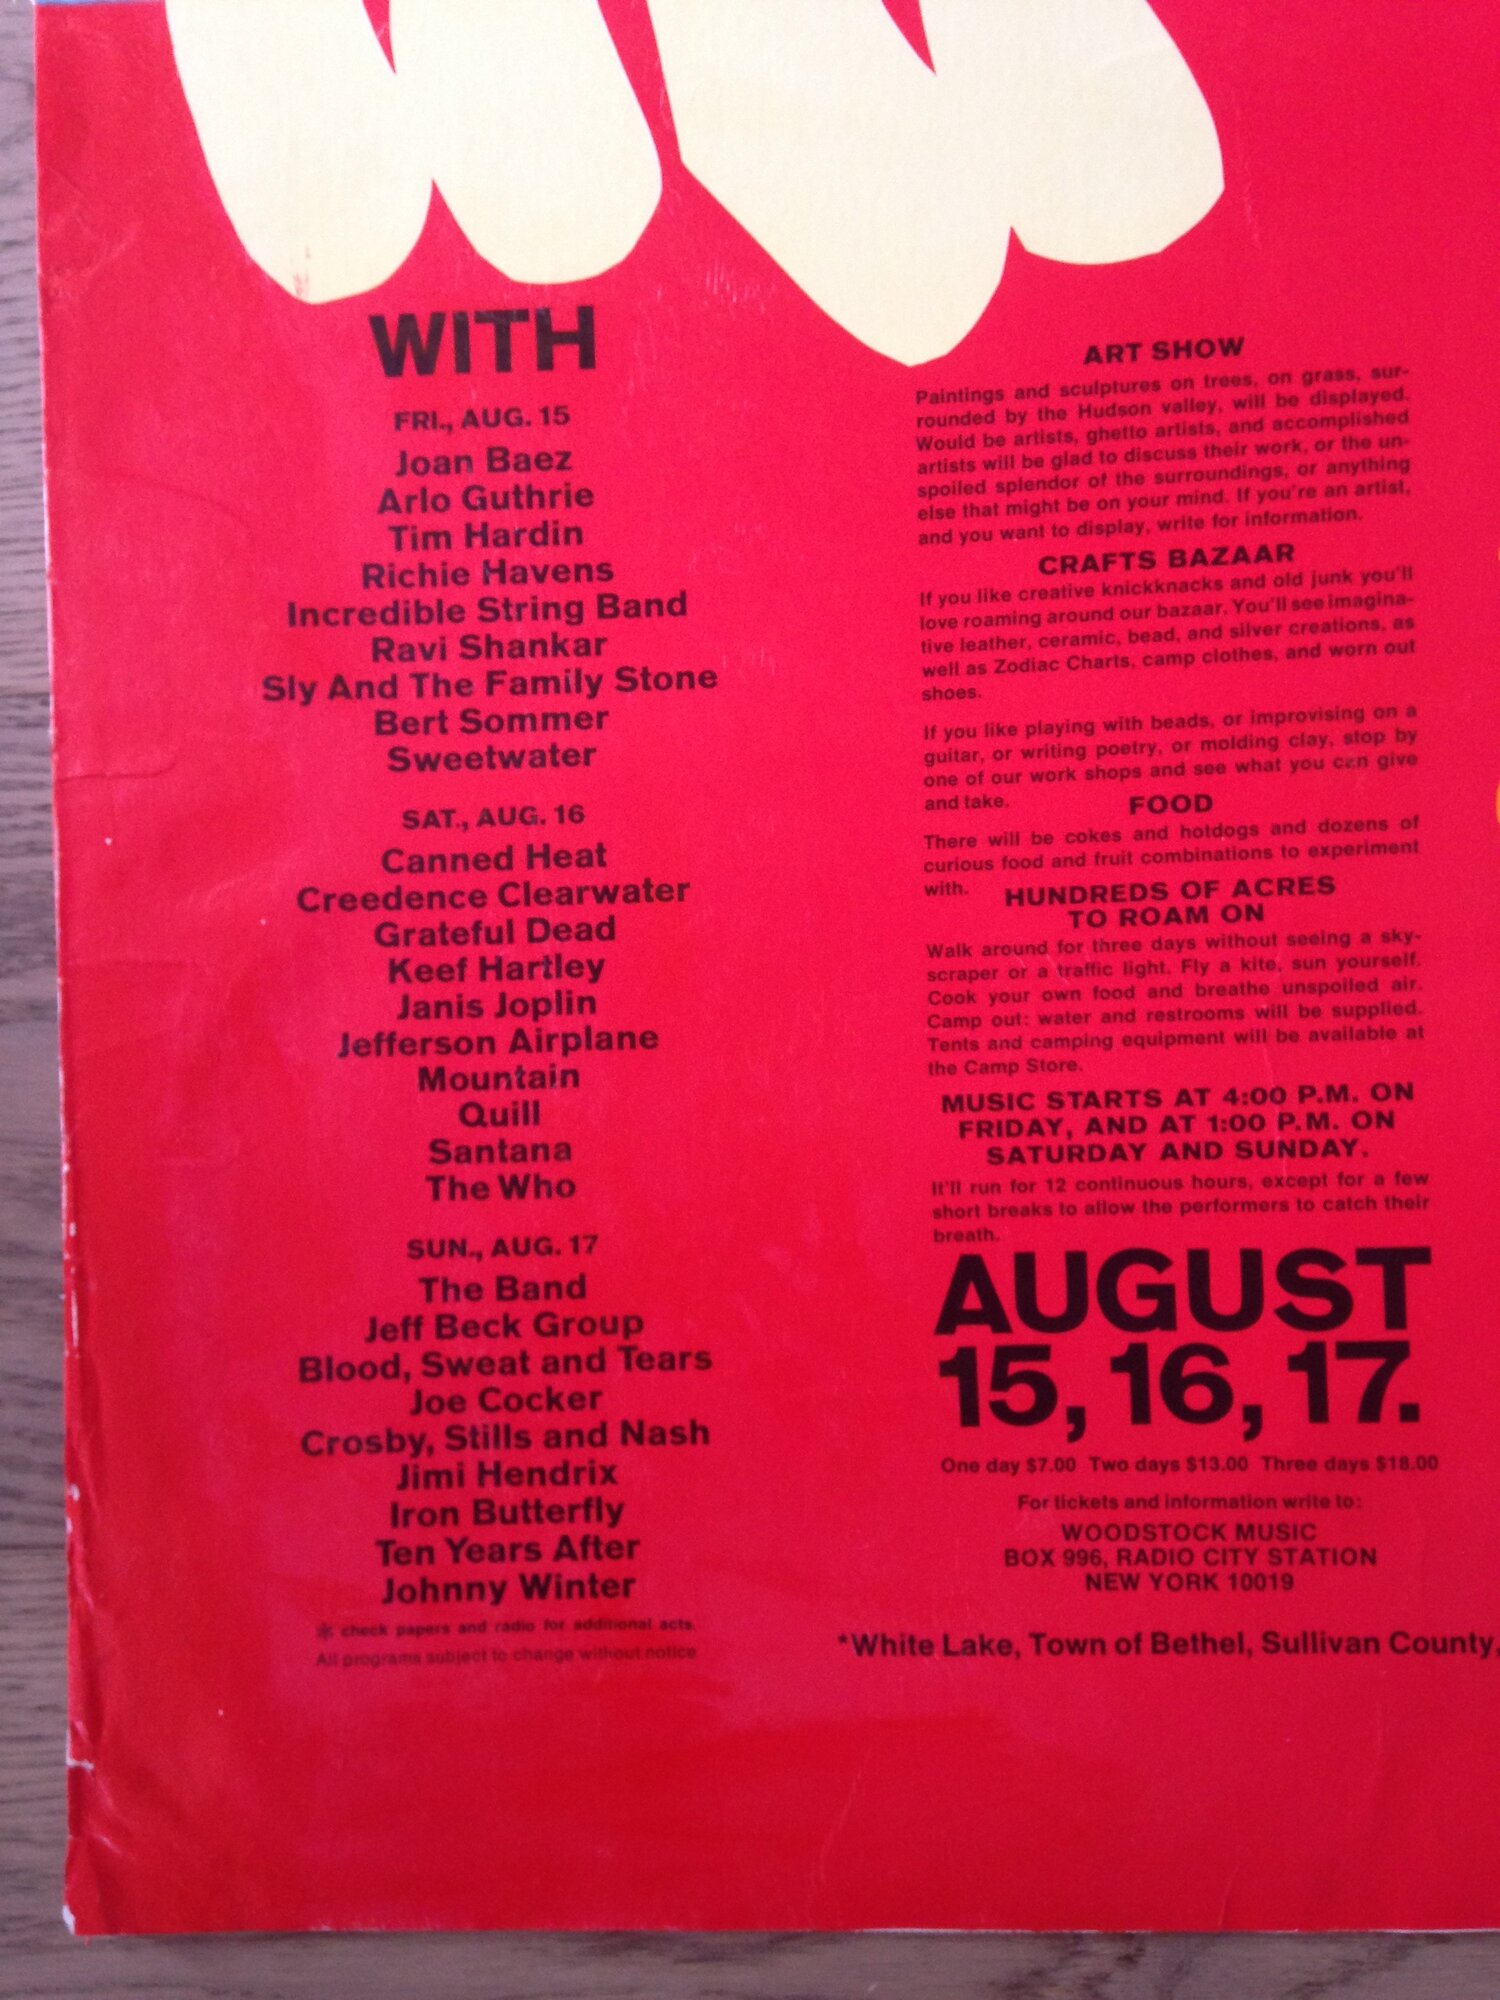 WITH
FRI., AUG. 15
Joan Baez
Arlo Guthrie
Tim Hardin
Richie Havens
Incredible String Band
Ravi Shankar
Sly And The Family Stone
Bert Sommer
Sweetwater
SAT., AUG. 16
Canned Heat
Creedence Clearwater
Grateful Dead
Keef Hartley
Janis Joplin
Jefferson Airplane
Mountain
Quill
Santana
The Who
SUN., AUG. 17
The Band
Jeff Beck Group
Blood, Sweat and Tears
Joe Cocker
Crosby, Stills and Nash
Jimi Hendrix
Iron Butterfly
Ten Years After
Johnny Winter
* check papers and radio for additional acts.
All programs subject to change without notice
ART SHOW
Paintings and sculptures on trees, on grass, sur-
rounded by the Hudson valley, will be displayed.
Would be artists, ghetto artists, and accomplished
artists will be glad to discuss their work, or the un-
spoiled splendor of the surroundings, or anything
else that might be on your mind. If you're an artist,
and you want to display, write for information.
CRAFTS BAZAAR
If you like creative knickknacks and old junk you'll
love roaming around our bazaar. You'll see imagina-
tive leather, ceramic, bead, and silver creations, as
well as Zodiac Charts, camp clothes, and worn out
shoes.
If you like playing with beads, or improvising on a
guitar, or writing poetry, or molding clay, stop by
one of our work shops and see what you can give
and take.
FOOD
There will be cokes and hotdogs and dozens of
curious food and fruit combinations to experiment
with.
HUNDREDS OF ACRES
TO ROAM ON
Walk around for three days without seeing a sky-
scraper or a traffic light. Fly a kite, sun yourself.
Cook your own food and breathe unspoiled air.
Camp out: water and restrooms will be supplied.
Tents and camping equipment will be available at
the Camp Store.
MUSIC STARTS AT 4:00 P.M. ON
FRIDAY, AND AT 1:00 P.M. ON
SATURDAY AND SUNDAY.
It'll run for 12 continuous hours, except for a few
short breaks to allow the performers to catch their
breath.
AUGUST
15, 16, 17.
One day $7.00 Two days $13.00 Three days $18.00
For tickets and information write to:
WOODSTOCK MUSIC
BOX 996, RADIO CITY STATION
NEW YORK 10019
*White Lake, Town of Bethel, Sullivan County,